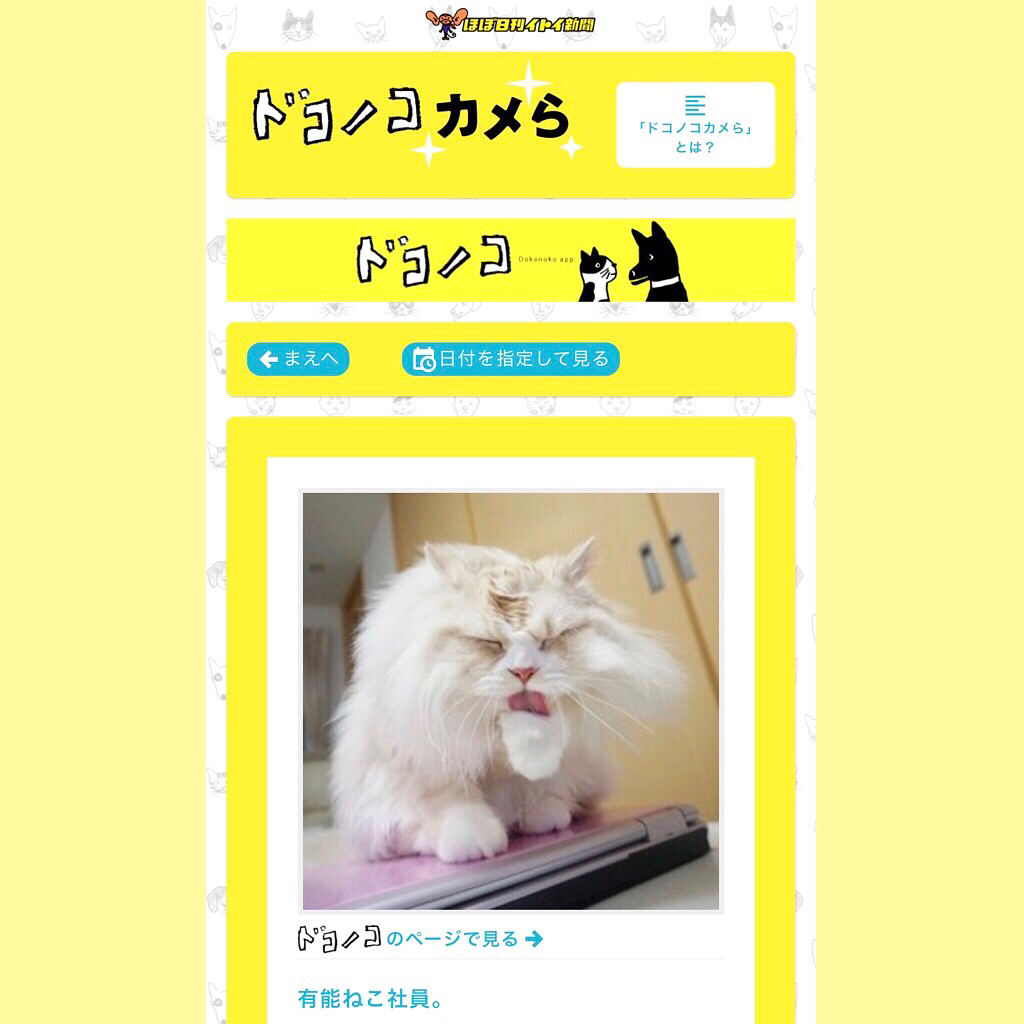 ほぼ日刊イトイ新聞
ドコノコカメら
「ドコノコカメら」
とは？
ドコノコ Dokonoko app
まえへ
日付を指定して見る
ドコノコのページで見る
有能ねこ社員。